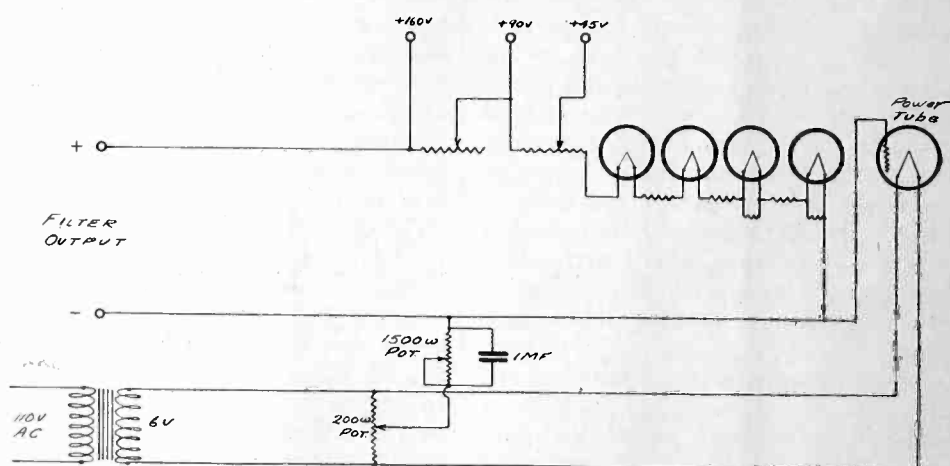 +160V +90V +45V
Power
Tube
+
FILTER
OUTPUT
-
1500ω
POT.
1MF
110V
AC
6V
200ω
POT.